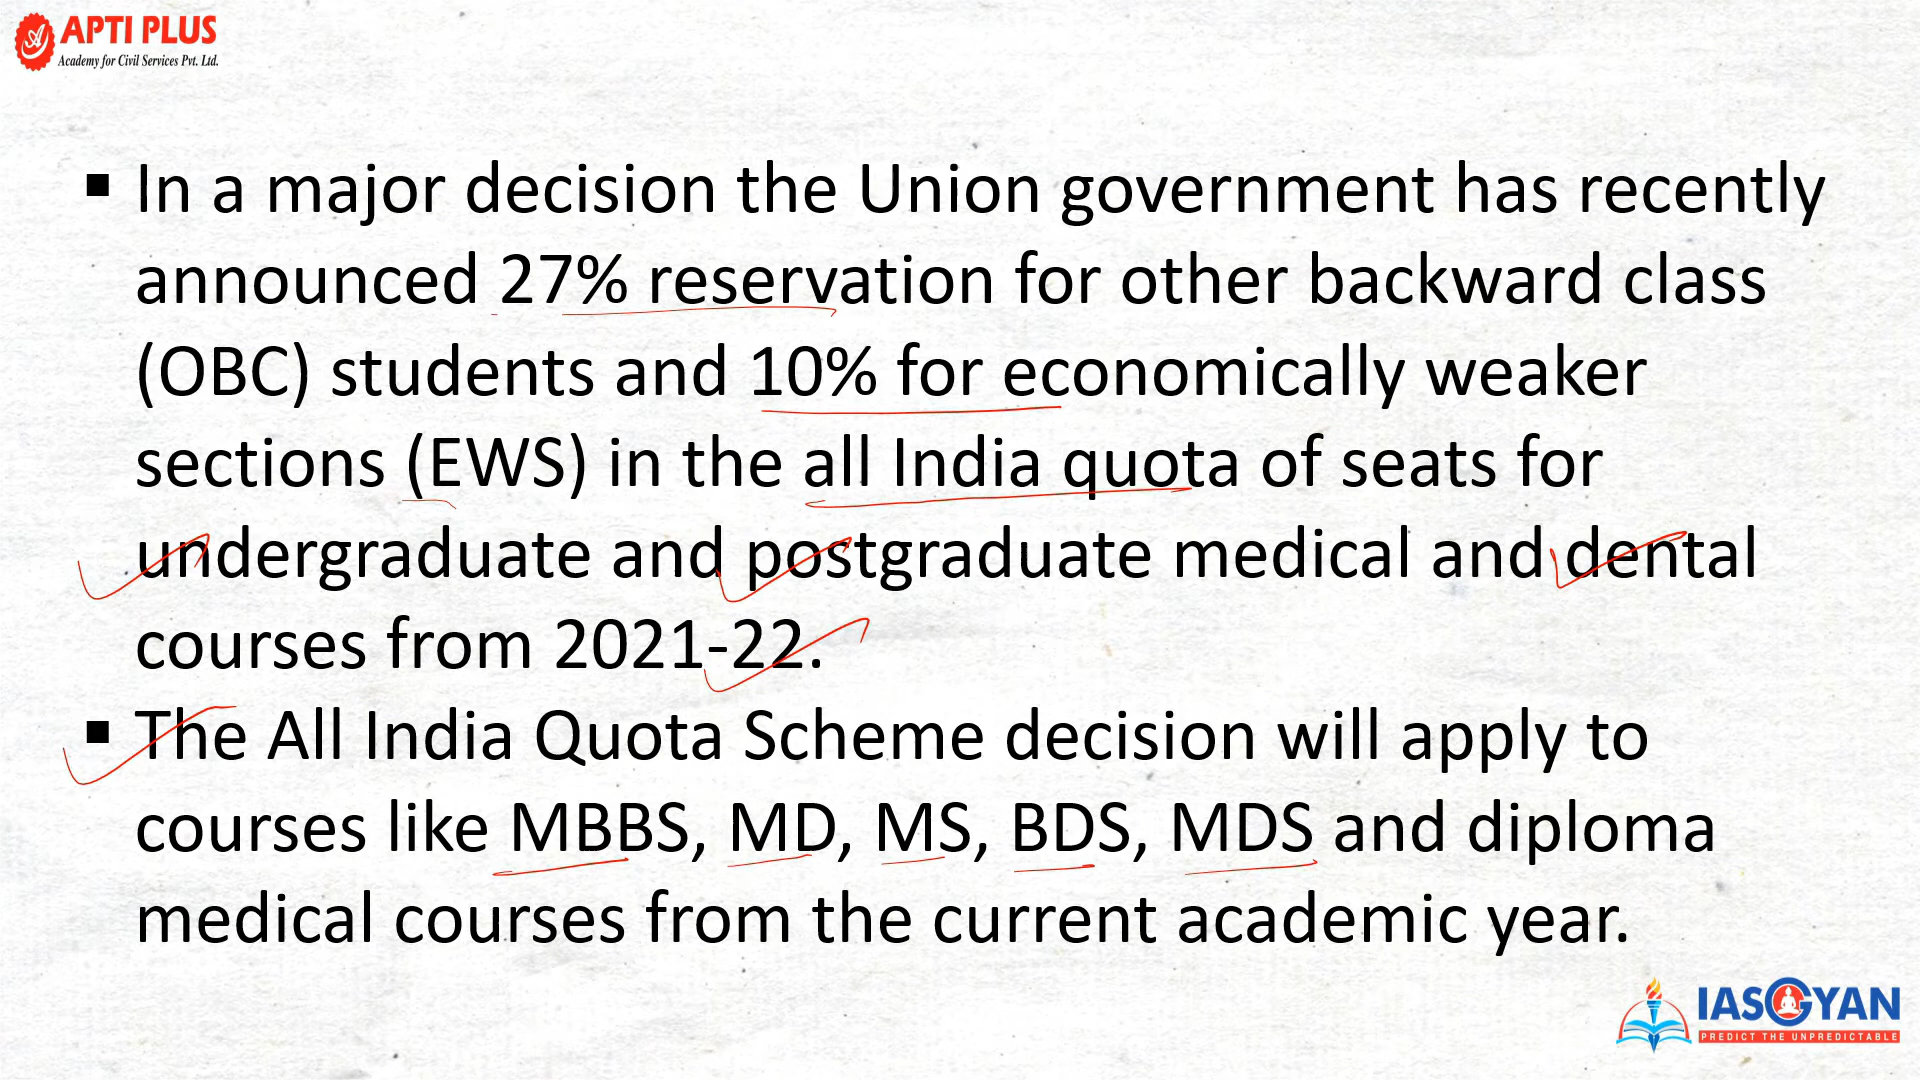 APTI PLUS
Academy for Civil Services Pvt. Ltd.
▪ In a major decision the Union government has recently
announced 27% reservation for other backward class
(OBC) students and 10% for economically weaker
sections (EWS) in the all India quota of seats for
undergraduate and postgraduate medical and dental
courses from 2021-22.
▪ The All India Quota Scheme decision will apply to
courses like MBBS, MD, MS, BDS, MDS and diploma
medical courses from the current academic year.
IASGYAN
PREDICT THE UNPREDICTABLE